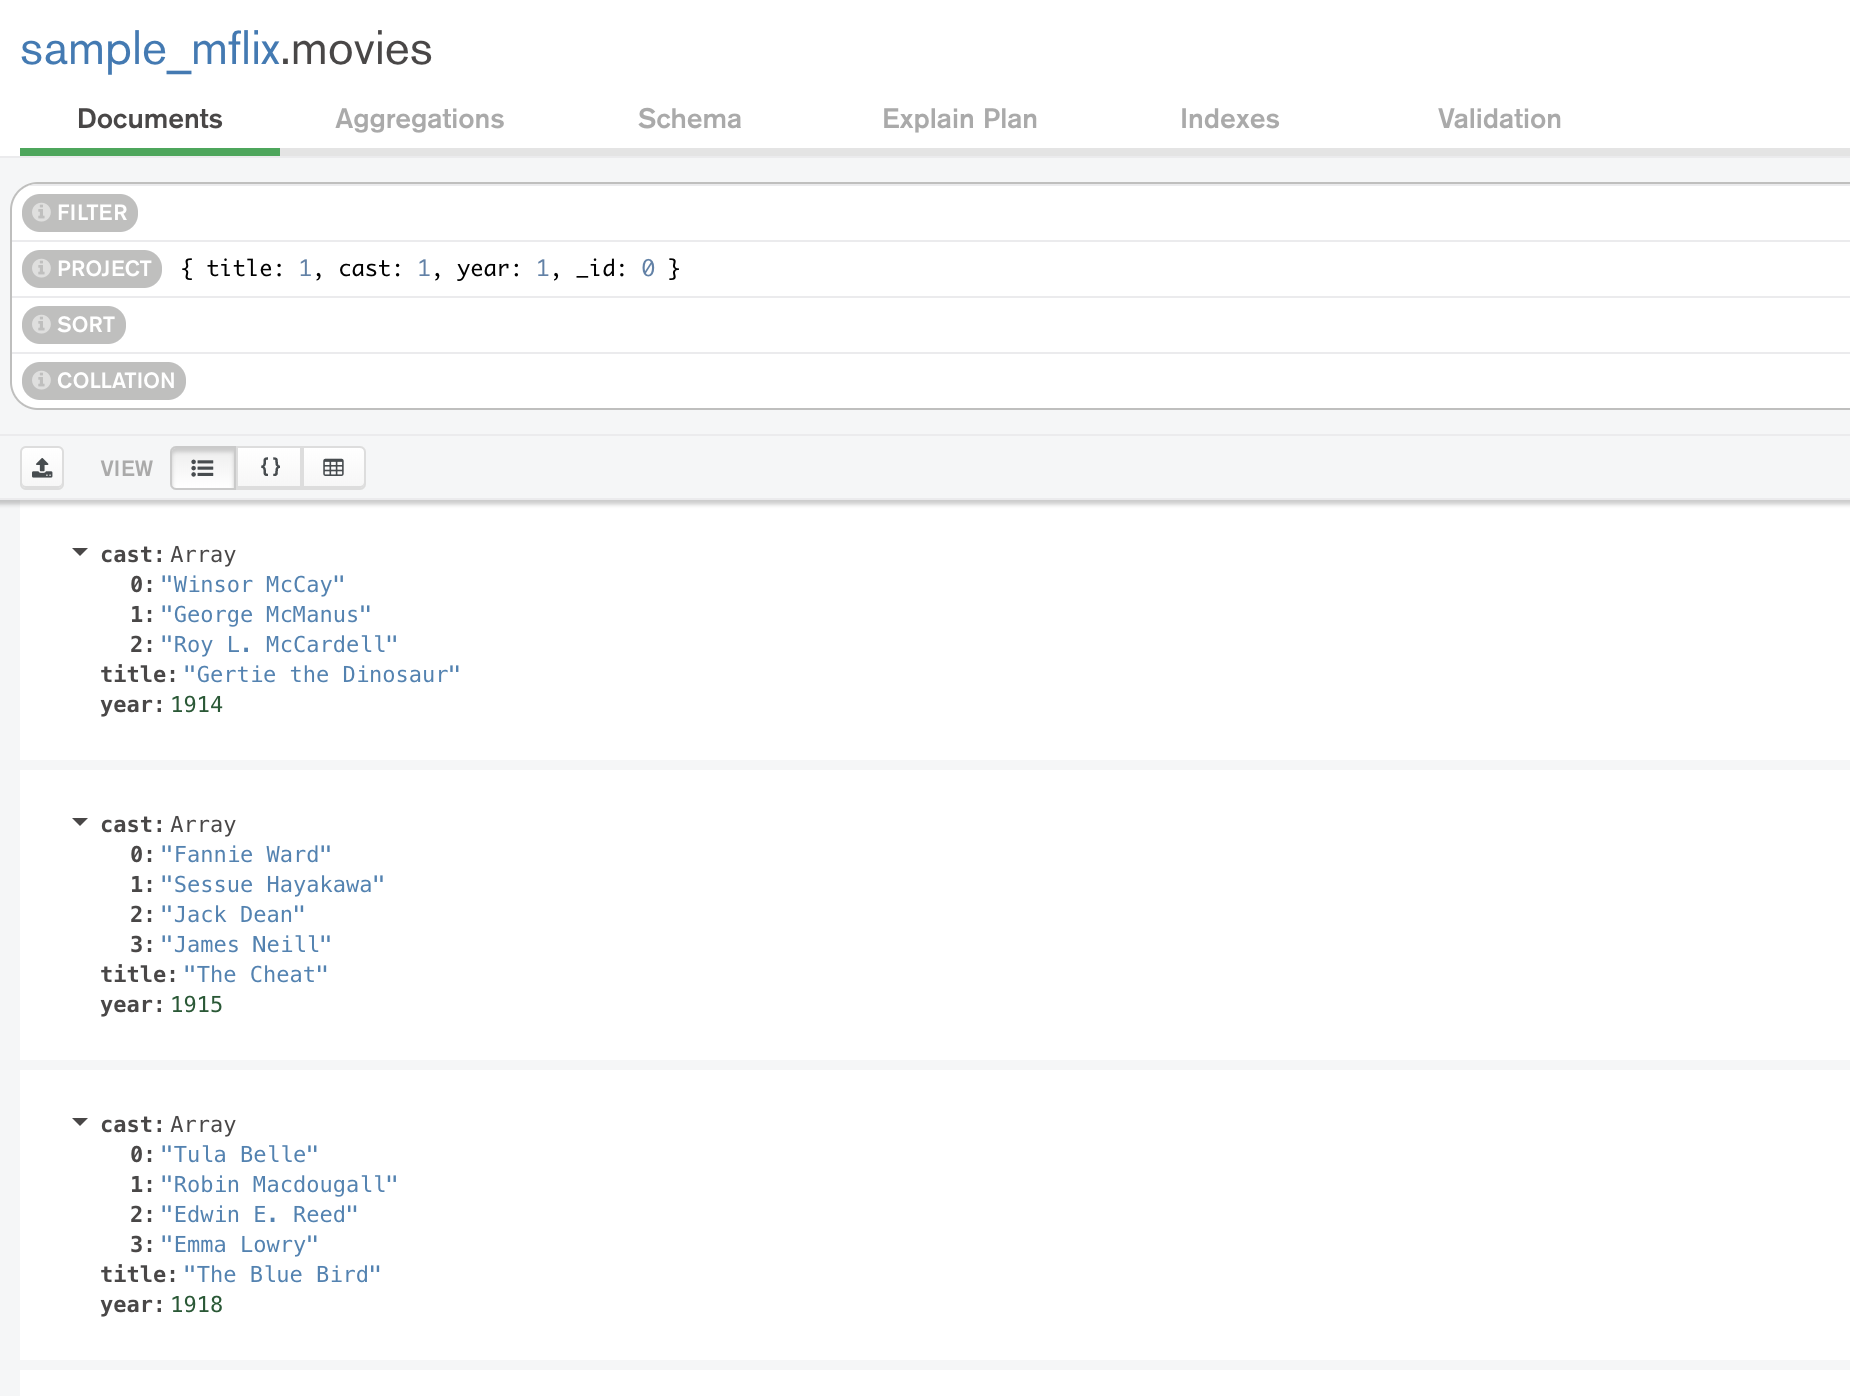 sample_mflix.movies
Documents Aggregations Schema Explain Plan Indexes Validation
FILTER
PROJECT { title: 1, cast: 1, year: 1, _id: 0 }
SORT
COLLATION
VIEW {}
cast: Array
0: "Winsor McCay"
1: "George McManus"
2: "Roy L. McCardell"
title: "Gertie the Dinosaur"
year: 1914
cast: Array
0: "Fannie Ward"
1: "Sessue Hayakawa"
2: "Jack Dean"
3: "James Neill"
title: "The Cheat"
year: 1915
cast: Array
0: "Tula Belle"
1: "Robin Macdougall"
2: "Edwin E. Reed"
3: "Emma Lowry"
title: "The Blue Bird"
year: 1918